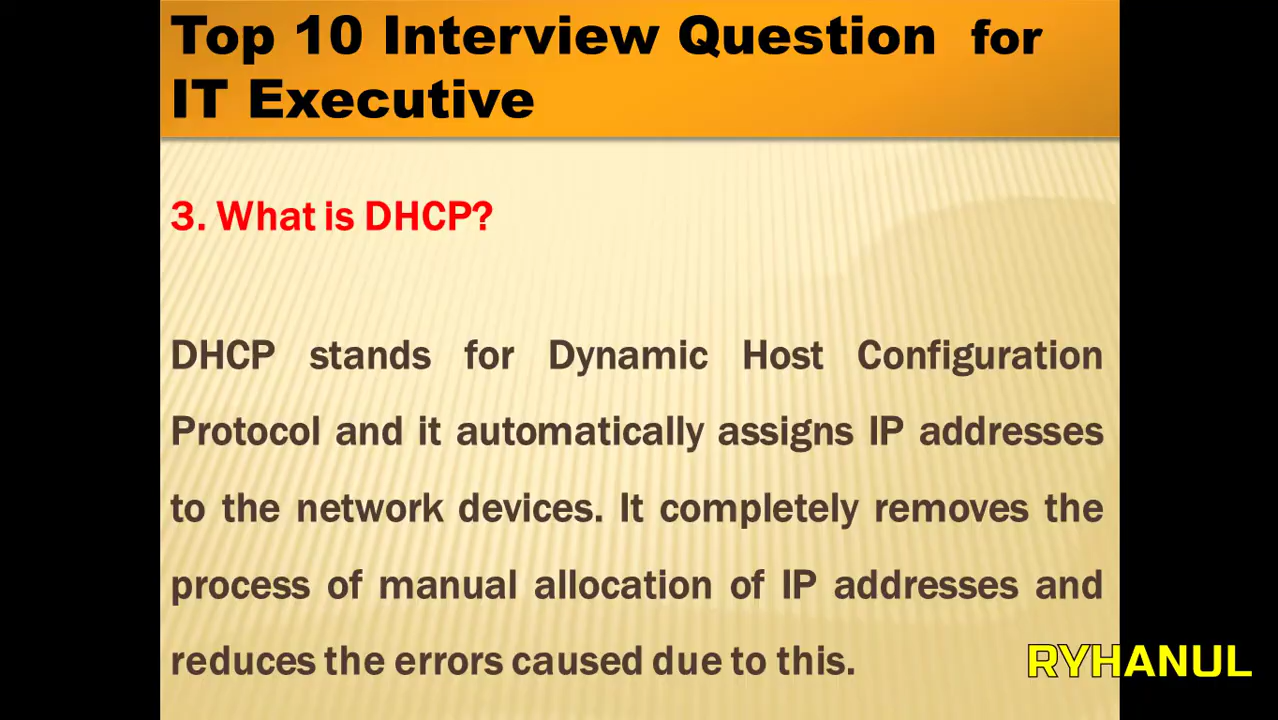 Top 10 Interview Question for
IT Executive
3. What is DHCP?
DHCP stands for Dynamic Host Configuration
Protocol and it automatically assigns IP addresses
to the network devices. It completely removes the
process of manual allocation of IP addresses and
reduces the errors caused due to this.
RYHANUL